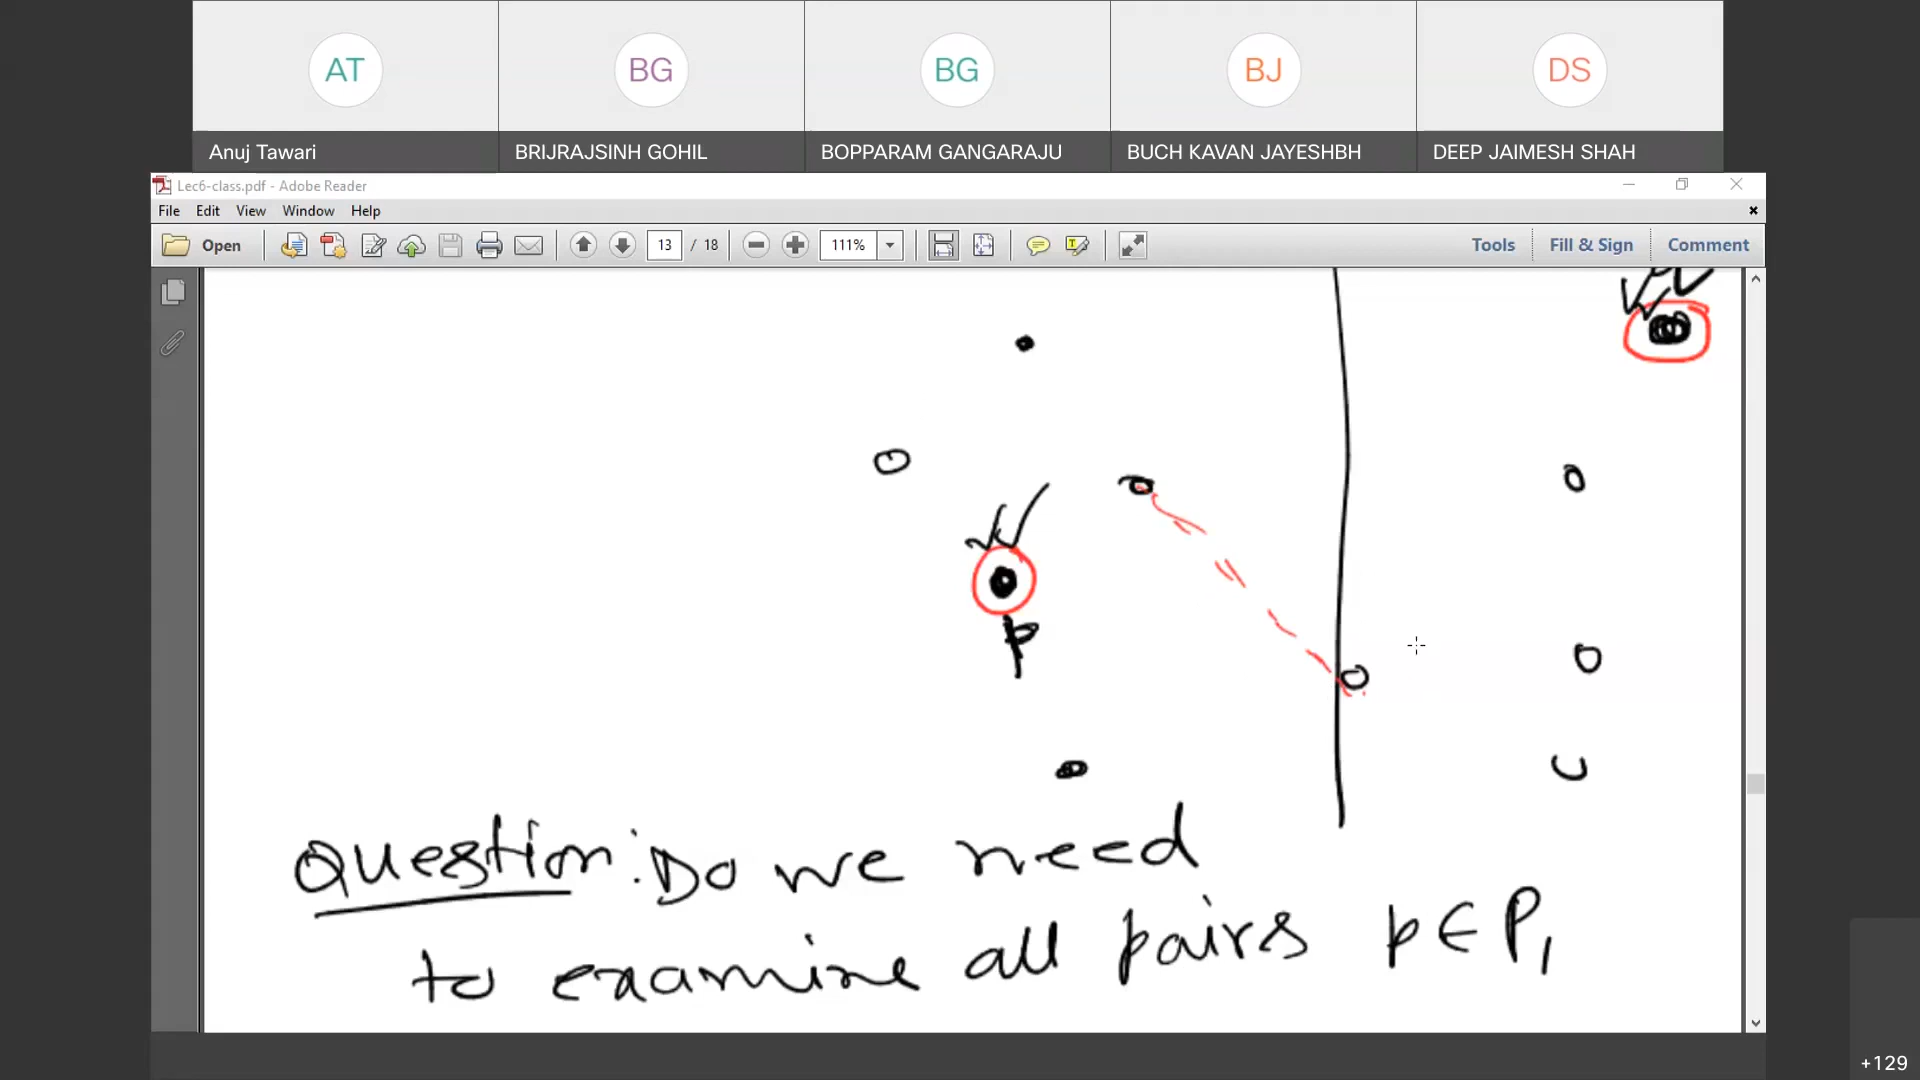 AT BG BG BJ DS
Anuj Tawari BRIJRAJSINH GOHIL BOPPARAM GANGARAJU BUCH KAVAN JAYESHBH DEEP JAIMESH SHAH
Lec6-class.pdf - Adobe Reader
File Edit View Window Help
Open 13 / 18 111% Tools Fill & Sign Comment
p
Question: Do we need
to examine all pairs p ∈ P1
+129